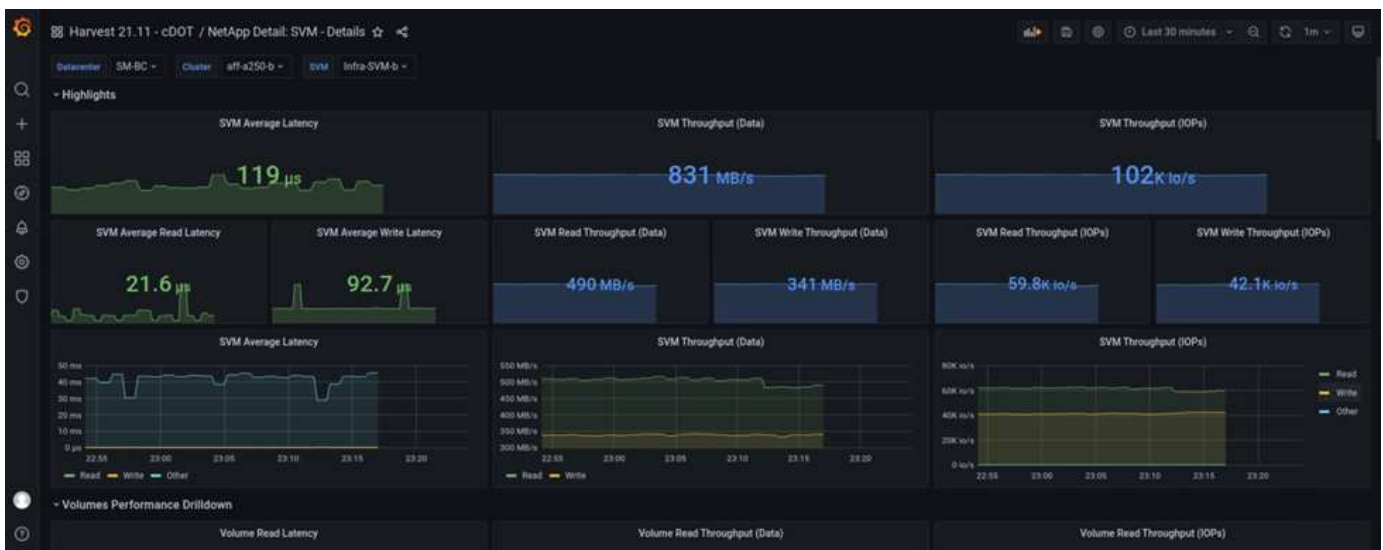 Harvest 21.11 - cDOT / NetApp Detail: SVM - Details
Last 30 minutes
1m
Datacenter SM-BC Cluster aff-a250-b SVM Infra-SVM-b
Highlights
SVM Average Latency
119 µs
SVM Throughput (Data)
831 MB/s
SVM Throughput (IOPs)
102K io/s
SVM Average Read Latency
21.6 µs
SVM Average Write Latency
92.7 µs
SVM Read Throughput (Data)
490 MB/s
SVM Write Throughput (Data)
341 MB/s
SVM Read Throughput (IOPs)
59.8K io/s
SVM Write Throughput (IOPs)
42.1K io/s
SVM Average Latency
50 ms
40 ms
30 ms
20 ms
10 ms
0 µs
22:55 23:00 23:05 23:10 23:15 23:20
Read Write Other
SVM Throughput (Data)
550 MB/s
500 MB/s
450 MB/s
400 MB/s
350 MB/s
300 MB/s
22:55 23:00 23:05 23:10 23:15 23:20
Read Write
SVM Throughput (IOPs)
80K io/s
60K io/s
40K io/s
20K io/s
0 io/s
22:55 23:00 23:05 23:10 23:15 23:20
Read
Write
Other
Volumes Performance Drilldown
Volume Read Latency
Volume Read Throughput (Data)
Volume Read Throughput (IOPs)